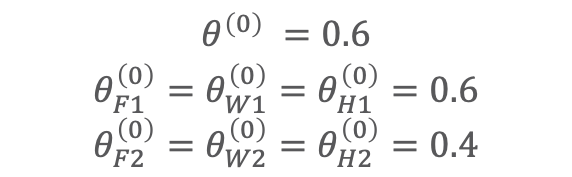 θ^(0) = 0.6
θ_F1^(0) = θ_W1^(0) = θ_H1^(0) = 0.6
θ_F2^(0) = θ_W2^(0) = θ_H2^(0) = 0.4